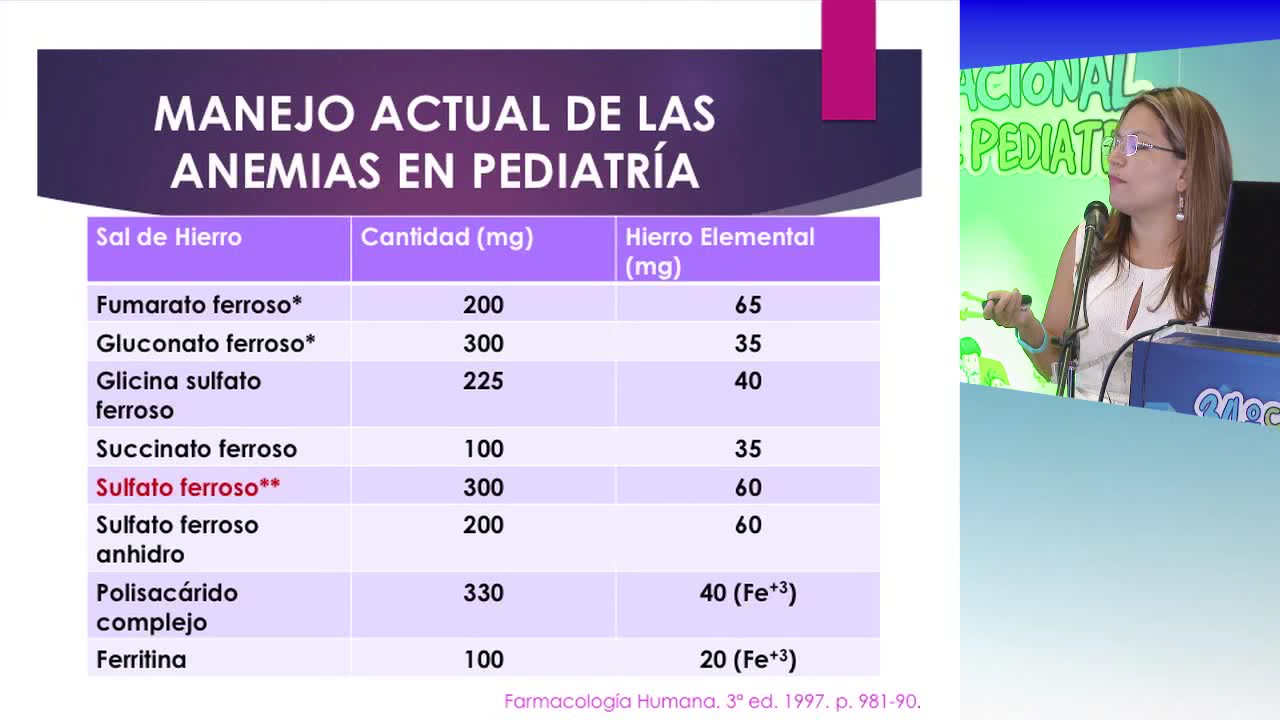 MANEJO ACTUAL DE LAS
ANEMIAS EN PEDIATRÍA
Sal de Hierro Cantidad (mg) Hierro Elemental
(mg)
Fumarato ferroso* 200 65
Gluconato ferroso* 300 35
Glicina sulfato
ferroso 225 40
Succinato ferroso 100 35
Sulfato ferroso** 300 60
Sulfato ferroso
anhidro 200 60
Polisacárido
complejo 330 40 (Fe⁺³)
Ferritina 100 20 (Fe⁺³)
Farmacología Humana. 3ª ed. 1997. p. 981-90.
ACIONAL
E PEDIAT
34º